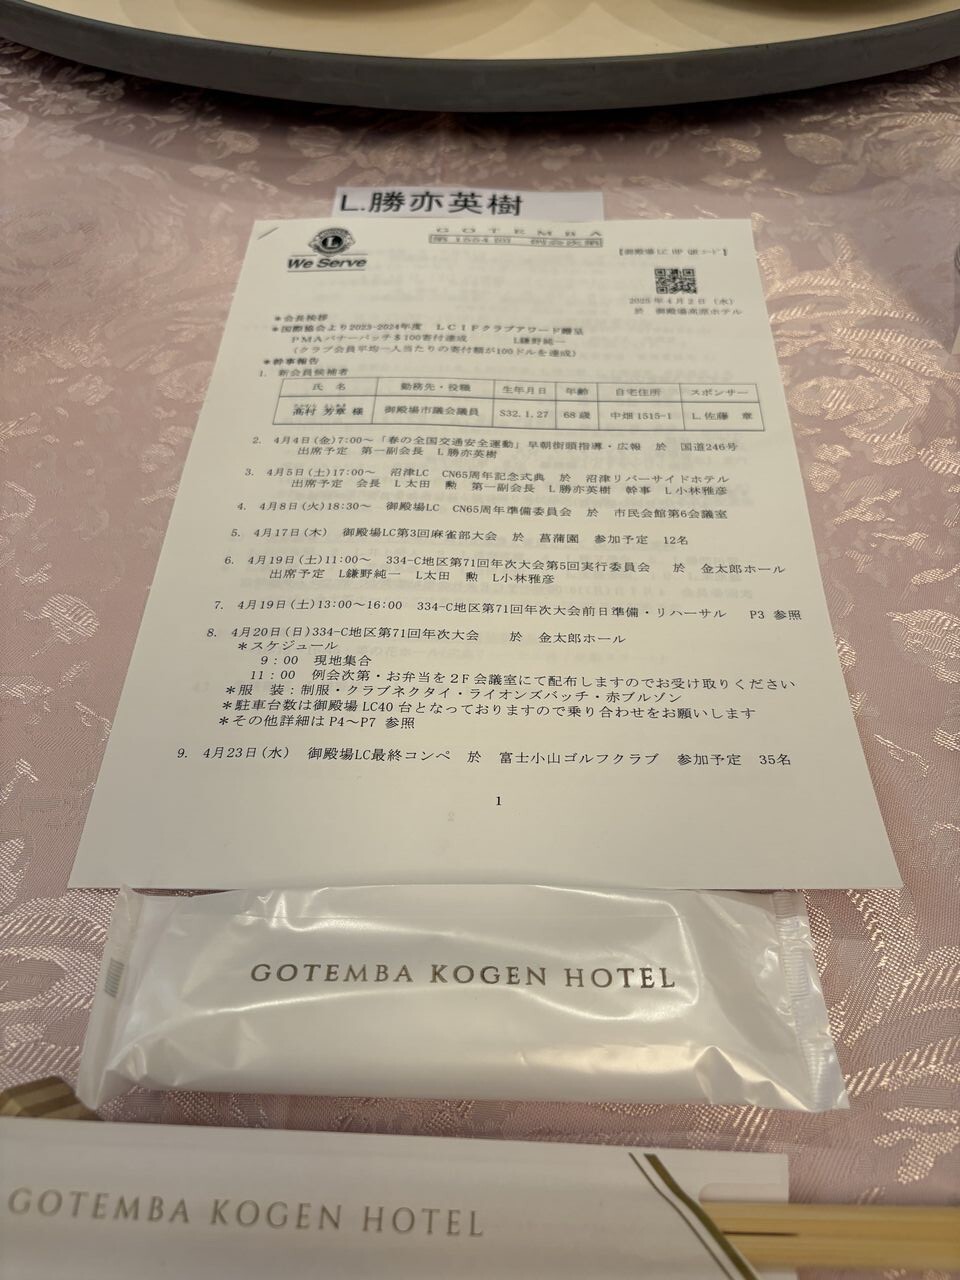 L.勝亦英樹
We Serve
GOTEMBA
第1554回 例会次第
【御殿場LC HP QRコード】
2025年4月2日（水）
於 御殿場高原ホテル
＊会長挨拶
＊国際協会より2023-2024年度 LCIFクラブアワード贈呈
PMAバナーパッチ$100寄付達成 L鎌野純一
(クラブ会員平均一人当たりの寄付額が100ドルを達成)
＊幹事報告
1. 新会員候補者
氏 名 勤務先・役職 生年月日 年齢 自宅住所 スポンサー
髙村 芳章 様 御殿場市議会議員 S32.1.27 68歳 中畑1515-1 L.佐藤 章
2. 4月4日(金)7:00～「春の全国交通安全運動」早朝街頭指導・広報 於 国道246号
出席予定 第一副会長 L勝亦英樹
3. 4月5日(土)17:00～ 沼津LC CN65周年記念式典 於 沼津リバーサイドホテル
出席予定 会長 L太田 勲 第一副会長 L勝亦英樹 幹事 L小林雅彦
4. 4月8日(火)18:30～ 御殿場LC CN65周年準備委員会 於 市民会館第6会議室
5. 4月17日(木) 御殿場LC第3回麻雀部大会 於 菖蒲園 参加予定 12名
6. 4月19日(土)11:00～ 334-C地区第71回年次大会第5回実行委員会 於 金太郎ホール
出席予定 L鎌野純一 L太田 勲 L小林雅彦
7. 4月19日(土)13:00～16:00 334-C地区第71回年次大会前日準備・リハーサル P3 参照
8. 4月20日(日)334-C地区第71回年次大会 於 金太郎ホール
＊スケジュール
9：00 現地集合
11：00 例会次第・お弁当を2F会議室にて配布しますのでお受け取りください
＊服 装：制服・クラブネクタイ・ライオンズバッチ・赤ブルゾン
＊駐車台数は御殿場LC40台となっておりますので乗り合わせをお願いします
＊その他詳細はP4～P7 参照
9. 4月23日(水) 御殿場LC最終コンペ 於 富士小山ゴルフクラブ 参加予定 35名
1
GOTEMBA KOGEN HOTEL
GOTEMBA KOGEN HOTEL